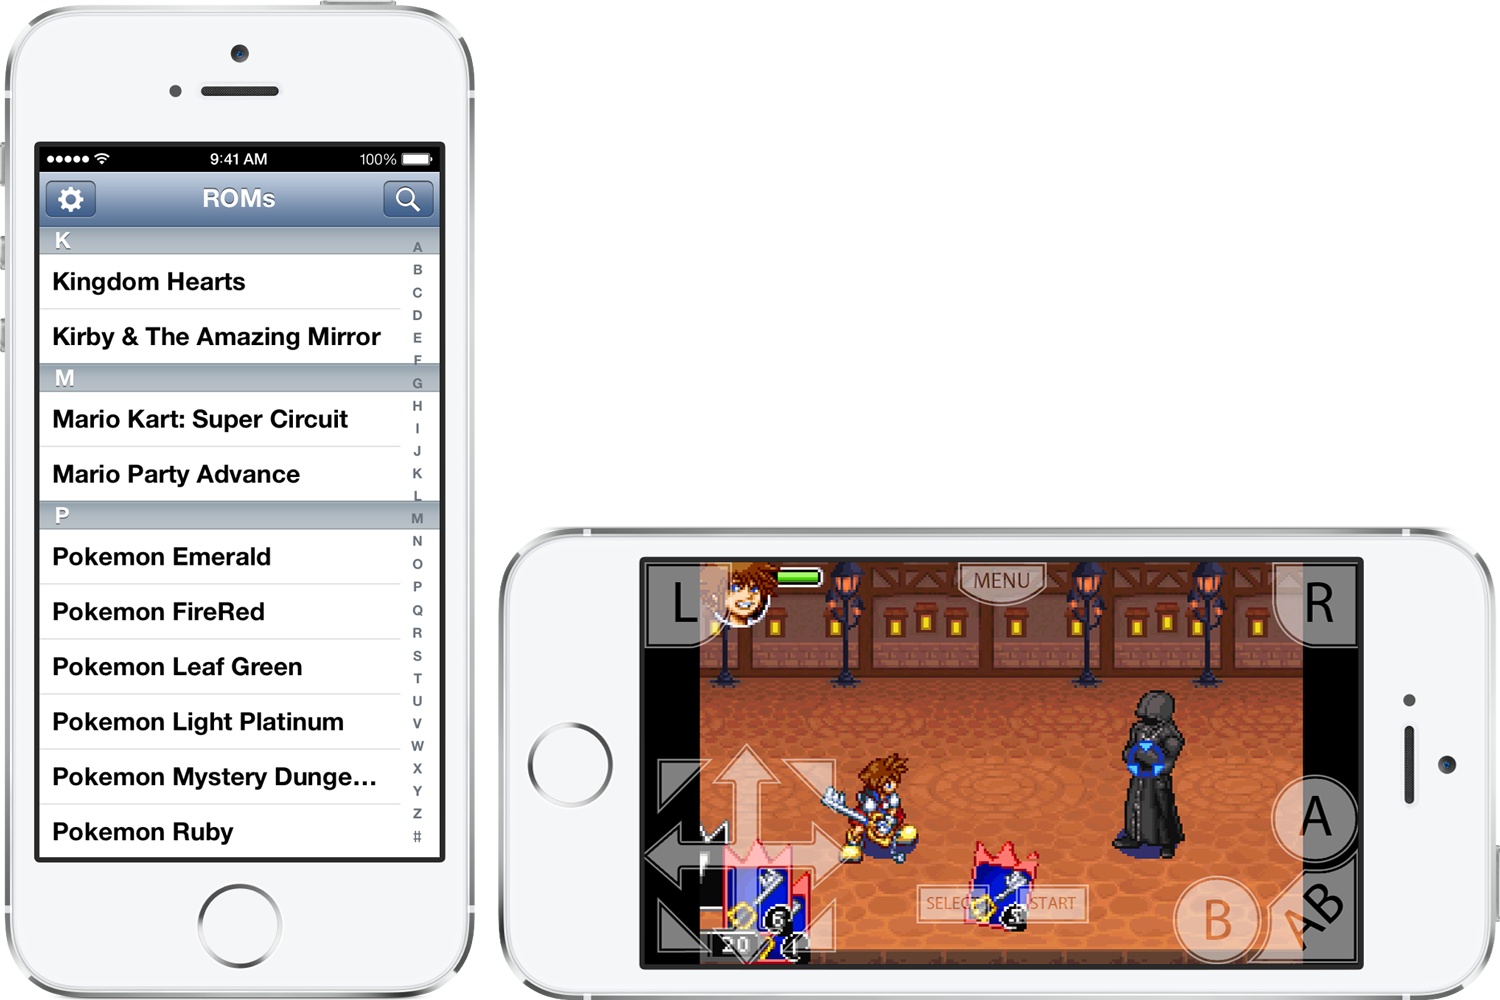 9:41 AM
100%
ROMs
K
Kingdom Hearts
Kirby & The Amazing Mirror
M
Mario Kart: Super Circuit
Mario Party Advance
P
Pokemon Emerald
Pokemon FireRed
Pokemon Leaf Green
Pokemon Light Platinum
Pokemon Mystery Dunge...
Pokemon Ruby
A
B
C
D
E
F
G
H
I
J
K
L
M
N
O
P
Q
R
S
T
U
V
W
X
Y
Z
#
L
MENU
R
A
SELECT
START
B
AB
6
20